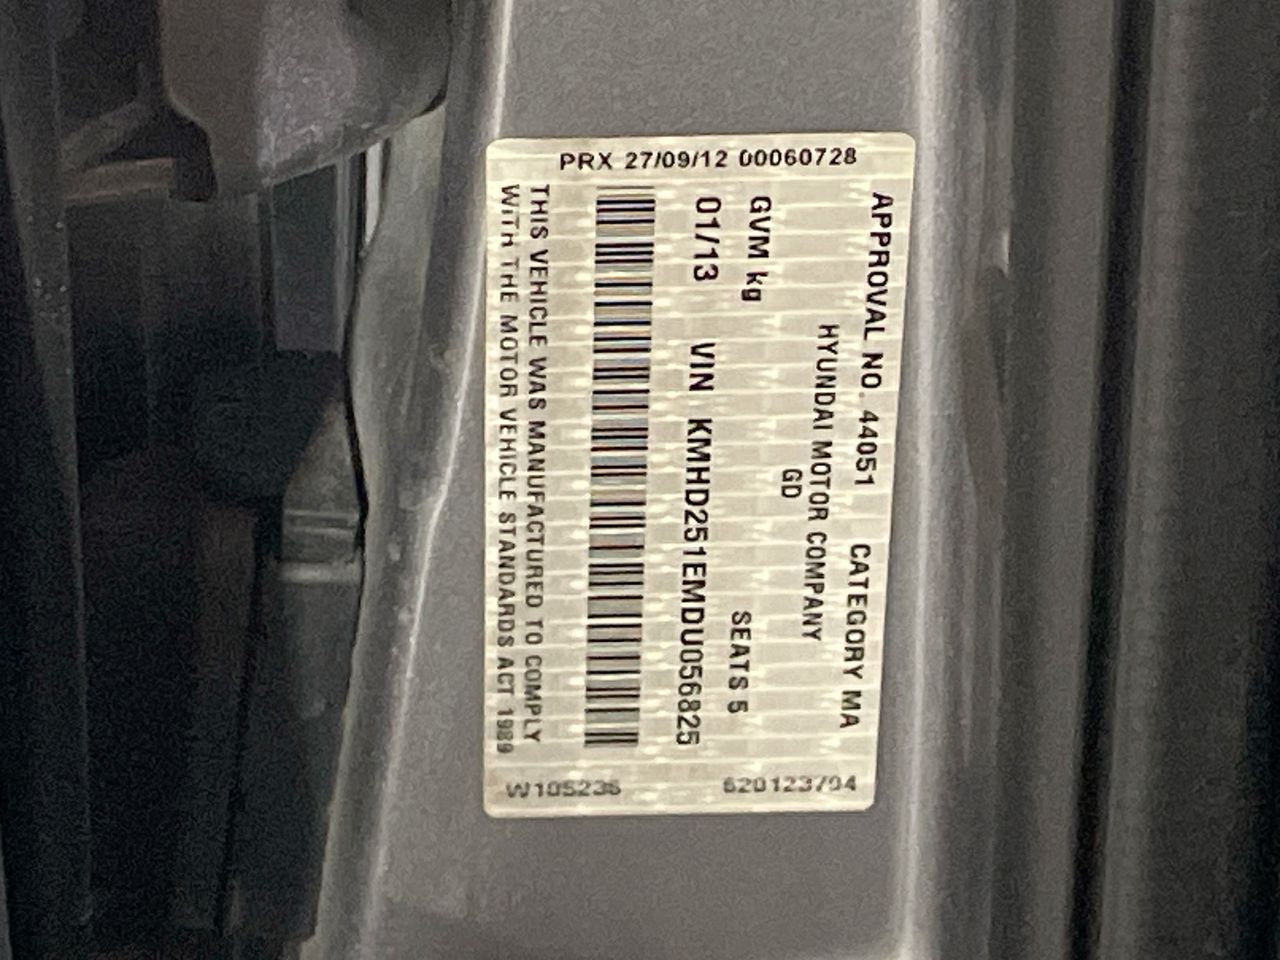 PRX 27/09/12 00060728
APPROVAL NO. 44051 CATEGORY MA
HYUNDAI MOTOR COMPANY
GD
GVM kg SEATS 5
01/13 VIN KMHD251EMDU056825
THIS VEHICLE WAS MANUFACTURED TO COMPLY
WITH THE MOTOR VEHICLE STANDARDS ACT 1989
W105236 620123794